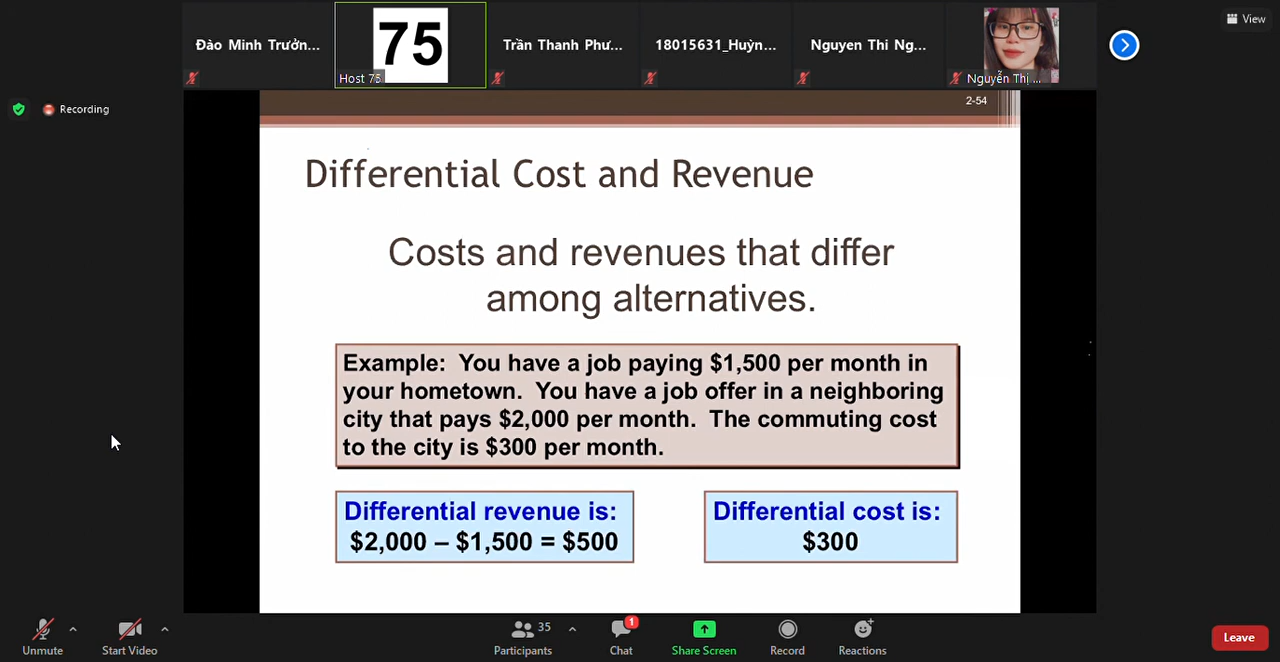 Đào Minh Trưởn...
75
Host 75
Trần Thanh Phư...
18015631_Huỳn...
Nguyen Thi Ng...
Nguyễn Thị ...
View
Recording
2-54
Differential Cost and Revenue
Costs and revenues that differ
among alternatives.
Example: You have a job paying $1,500 per month in
your hometown. You have a job offer in a neighboring
city that pays $2,000 per month. The commuting cost
to the city is $300 per month.
Differential revenue is:
$2,000 – $1,500 = $500
Differential cost is:
$300
Unmute
Start Video
35
Participants
1
Chat
Share Screen
Record
Reactions
Leave